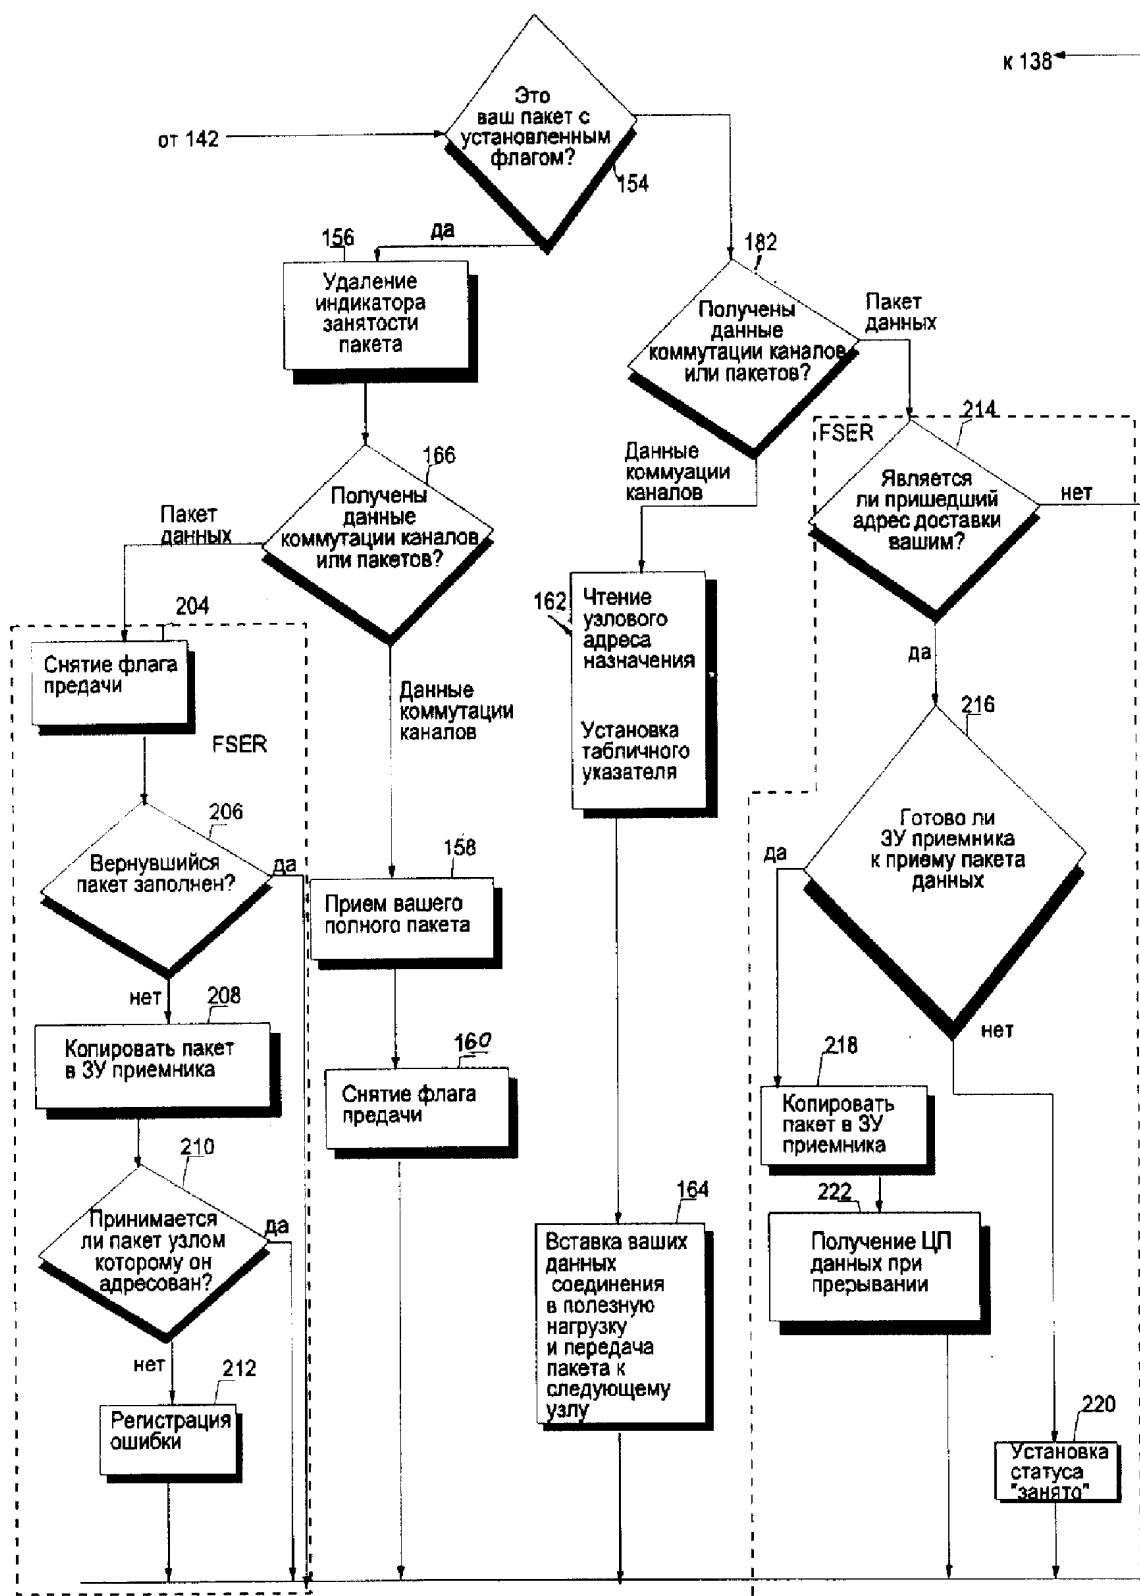 к 138
Это
ваш пакет с
установленным
флагом?
от 142
154
да
156
Удаление
индикатора
занятости
пакета
182
Получены
данные
коммутации каналов
или пакетов?
Пакет
данных
166
Получены
данные
коммутации каналов
или пакетов?
Пакет
данных
Данные
коммуации
каналов
FSER
214
Является
ли пришедший
адрес доставки
вашим?
нет
да
204
Снятие флага
предачи
FSER
Данные
коммутации
каналов
162
Чтение
узлового
адреса
назначения
Установка
табличного
указателя
216
Готово ли
ЗУ приемника
к приему пакета
данных
да
нет
206
Вернувшийся
пакет заполнен?
да
нет
158
Прием вашего
полного пакета
208
Копировать пакет
в ЗУ приемника
160
Снятие флага
предачи
218
Копировать
пакет в ЗУ
приемника
210
Принимается
ли пакет узлом
которому он
адресован?
да
нет
164
Вставка ваших
данных
соединения
в полезную
нагрузку
и передача
пакета к
следующему
узлу
222
Получение ЦП
данных при
прерывании
212
Регистрация
ошибки
220
Установка
статуса
"занято"